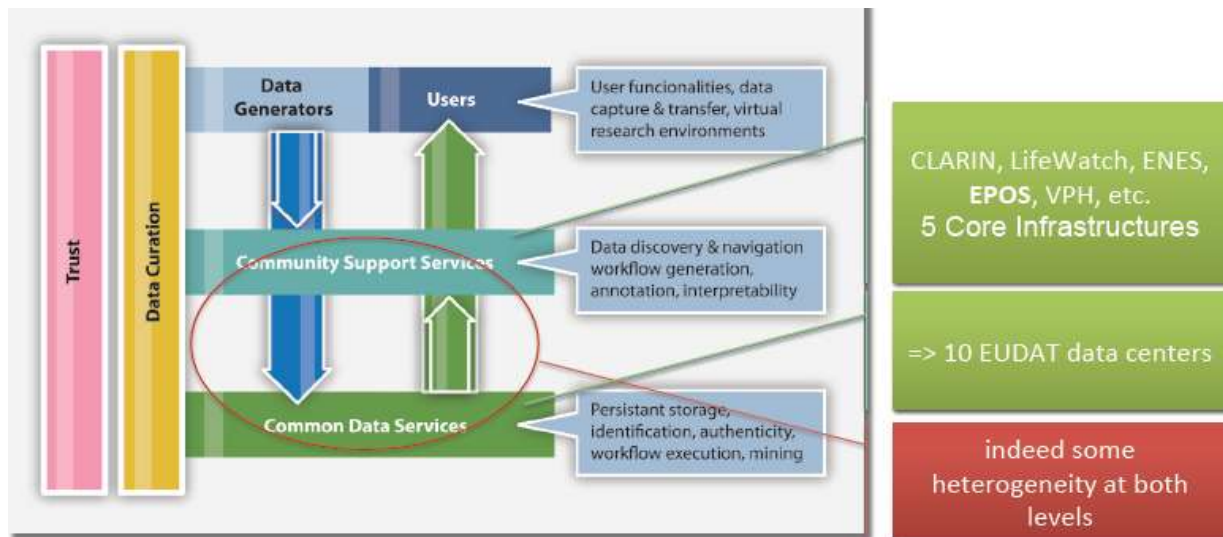 Trust
Data Curation
Data
Generators
Users
User funcionalities, data
capture & transfer, virtual
research environments
Community Support Services
Data discovery & navigation
workflow generation,
annotation, interpretability
Common Data Services
Persistant storage,
identification, authenticity,
workflow execution, mining
CLARIN, LifeWatch, ENES,
EPOS, VPH, etc.
5 Core Infrastructures
=> 10 EUDAT data centers
indeed some
heterogeneity at both
levels